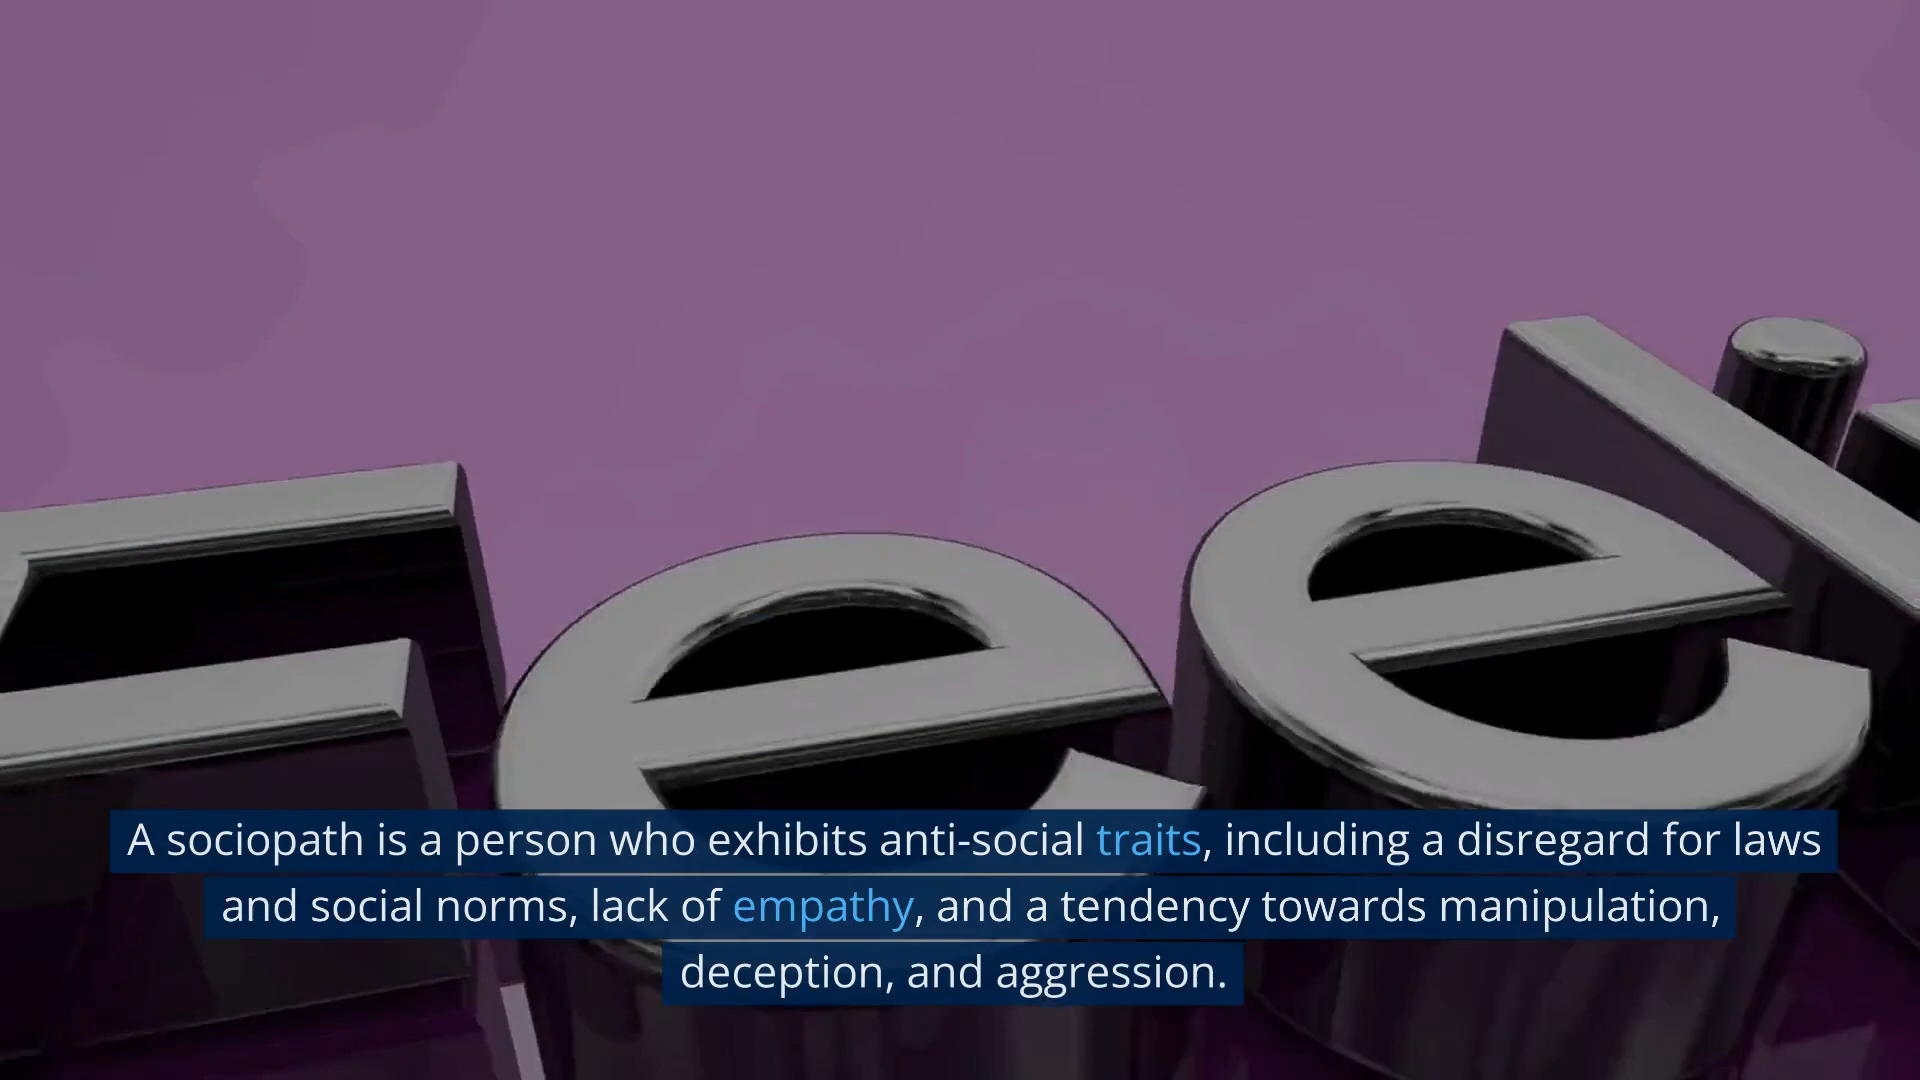 Feelin
A sociopath is a person who exhibits anti-social traits, including a disregard for laws
and social norms, lack of empathy, and a tendency towards manipulation,
deception, and aggression.